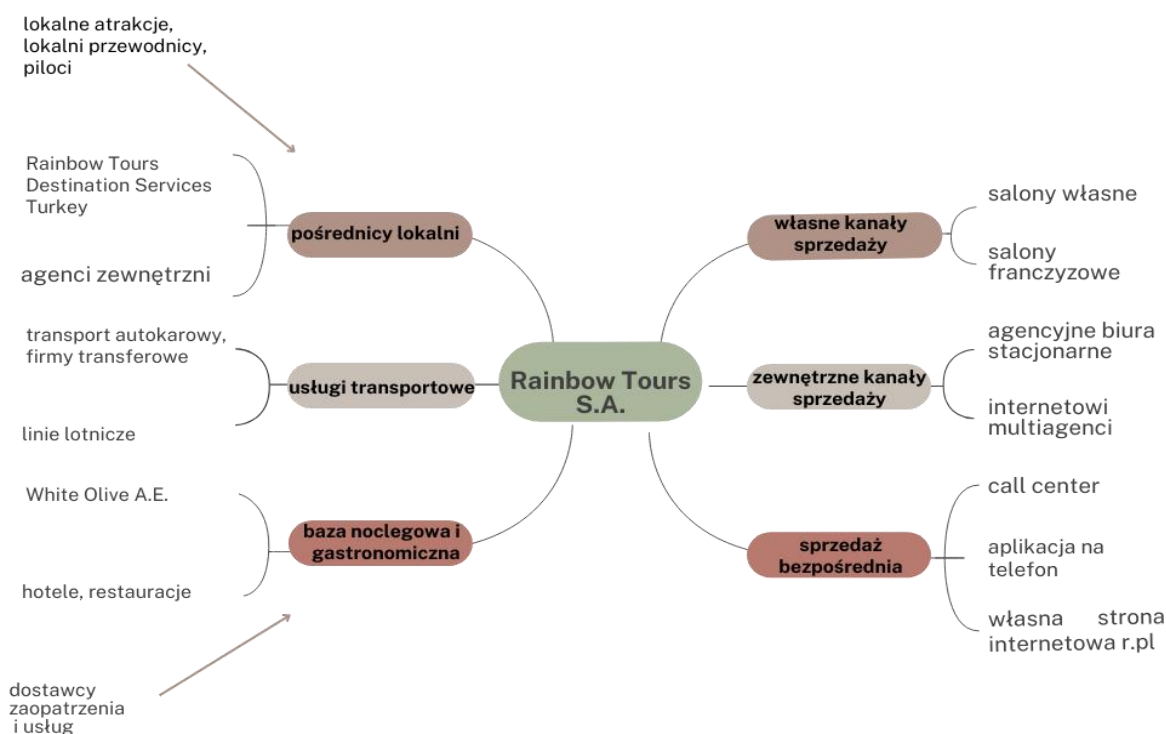 lokalne atrakcje,
lokalni przewodnicy,
piloci
Rainbow Tours
Destination Services
Turkey
agenci zewnętrzni
pośrednicy lokalni
transport autokarowy,
firmy transferowe
linie lotnicze
usługi transportowe
White Olive A.E.
hotele, restauracje
baza noclegowa i
gastronomiczna
dostawcy
zaopatrzenia
i usług
Rainbow Tours
S.A.
własne kanały
sprzedaży
salony własne
salony
franczyzowe
zewnętrzne kanały
sprzedaży
agencyjne biura
stacjonarne
internetowi
multiagenci
sprzedaż
bezpośrednia
call center
aplikacja na
telefon
własna strona
internetowa r.pl